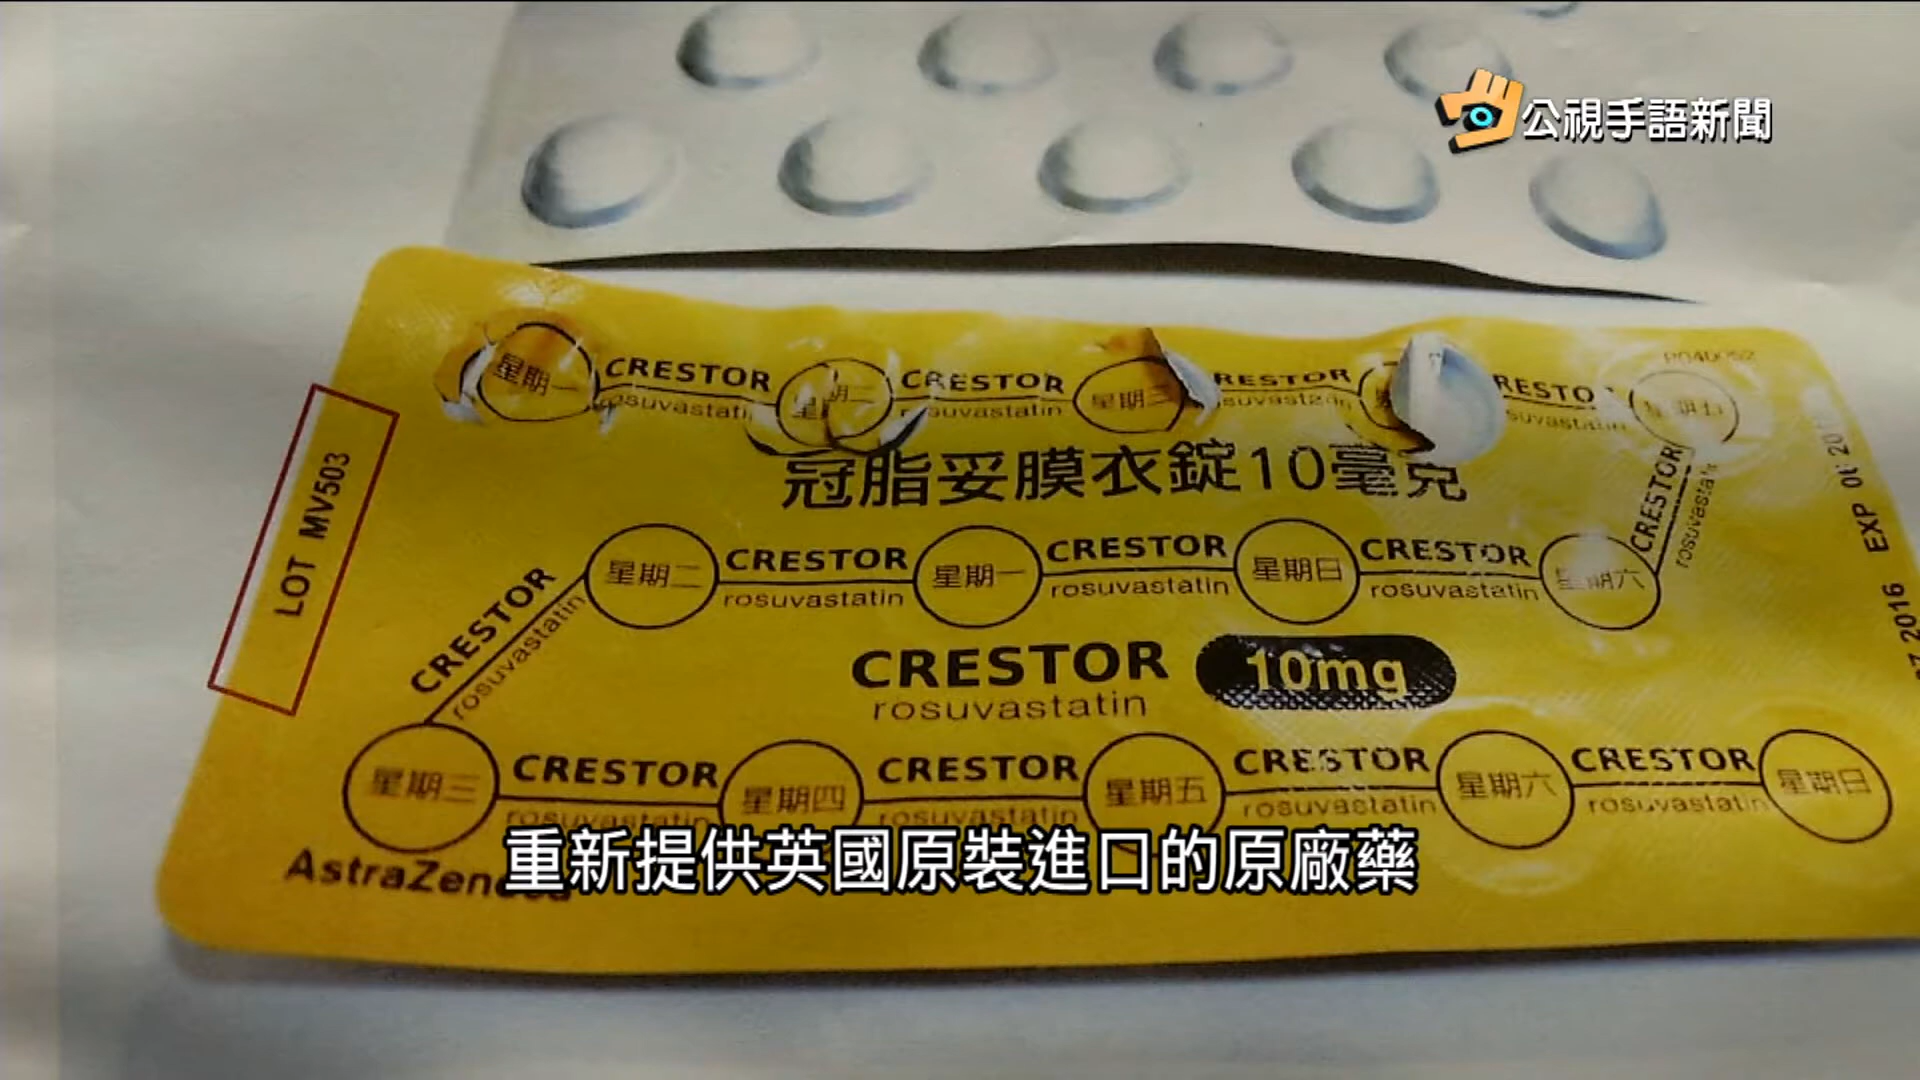 公視手語新聞
星期一 CRESTOR CRESTOR 星期三 RESTOR RESTO
rosuvastatin
冠脂妥膜衣錠10毫克
LOT MV503
星期二 CRESTOR 星期一 CRESTOR 星期日 CRESTOR 星期六 CRESTOR
rosuvastatin rosuvastatin rosuvastatin
EXP
2016
CRESTOR
rosuvastatin
CRESTOR 10mg
rosuvastatin
星期三 CRESTOR 星期四 CRESTOR 星期五 CRESTOR 星期六 CRESTOR 星期日
rosuvastatin rosuvastatin rosuvastatin rosuvastatin
重新提供英國原裝進口的原廠藥